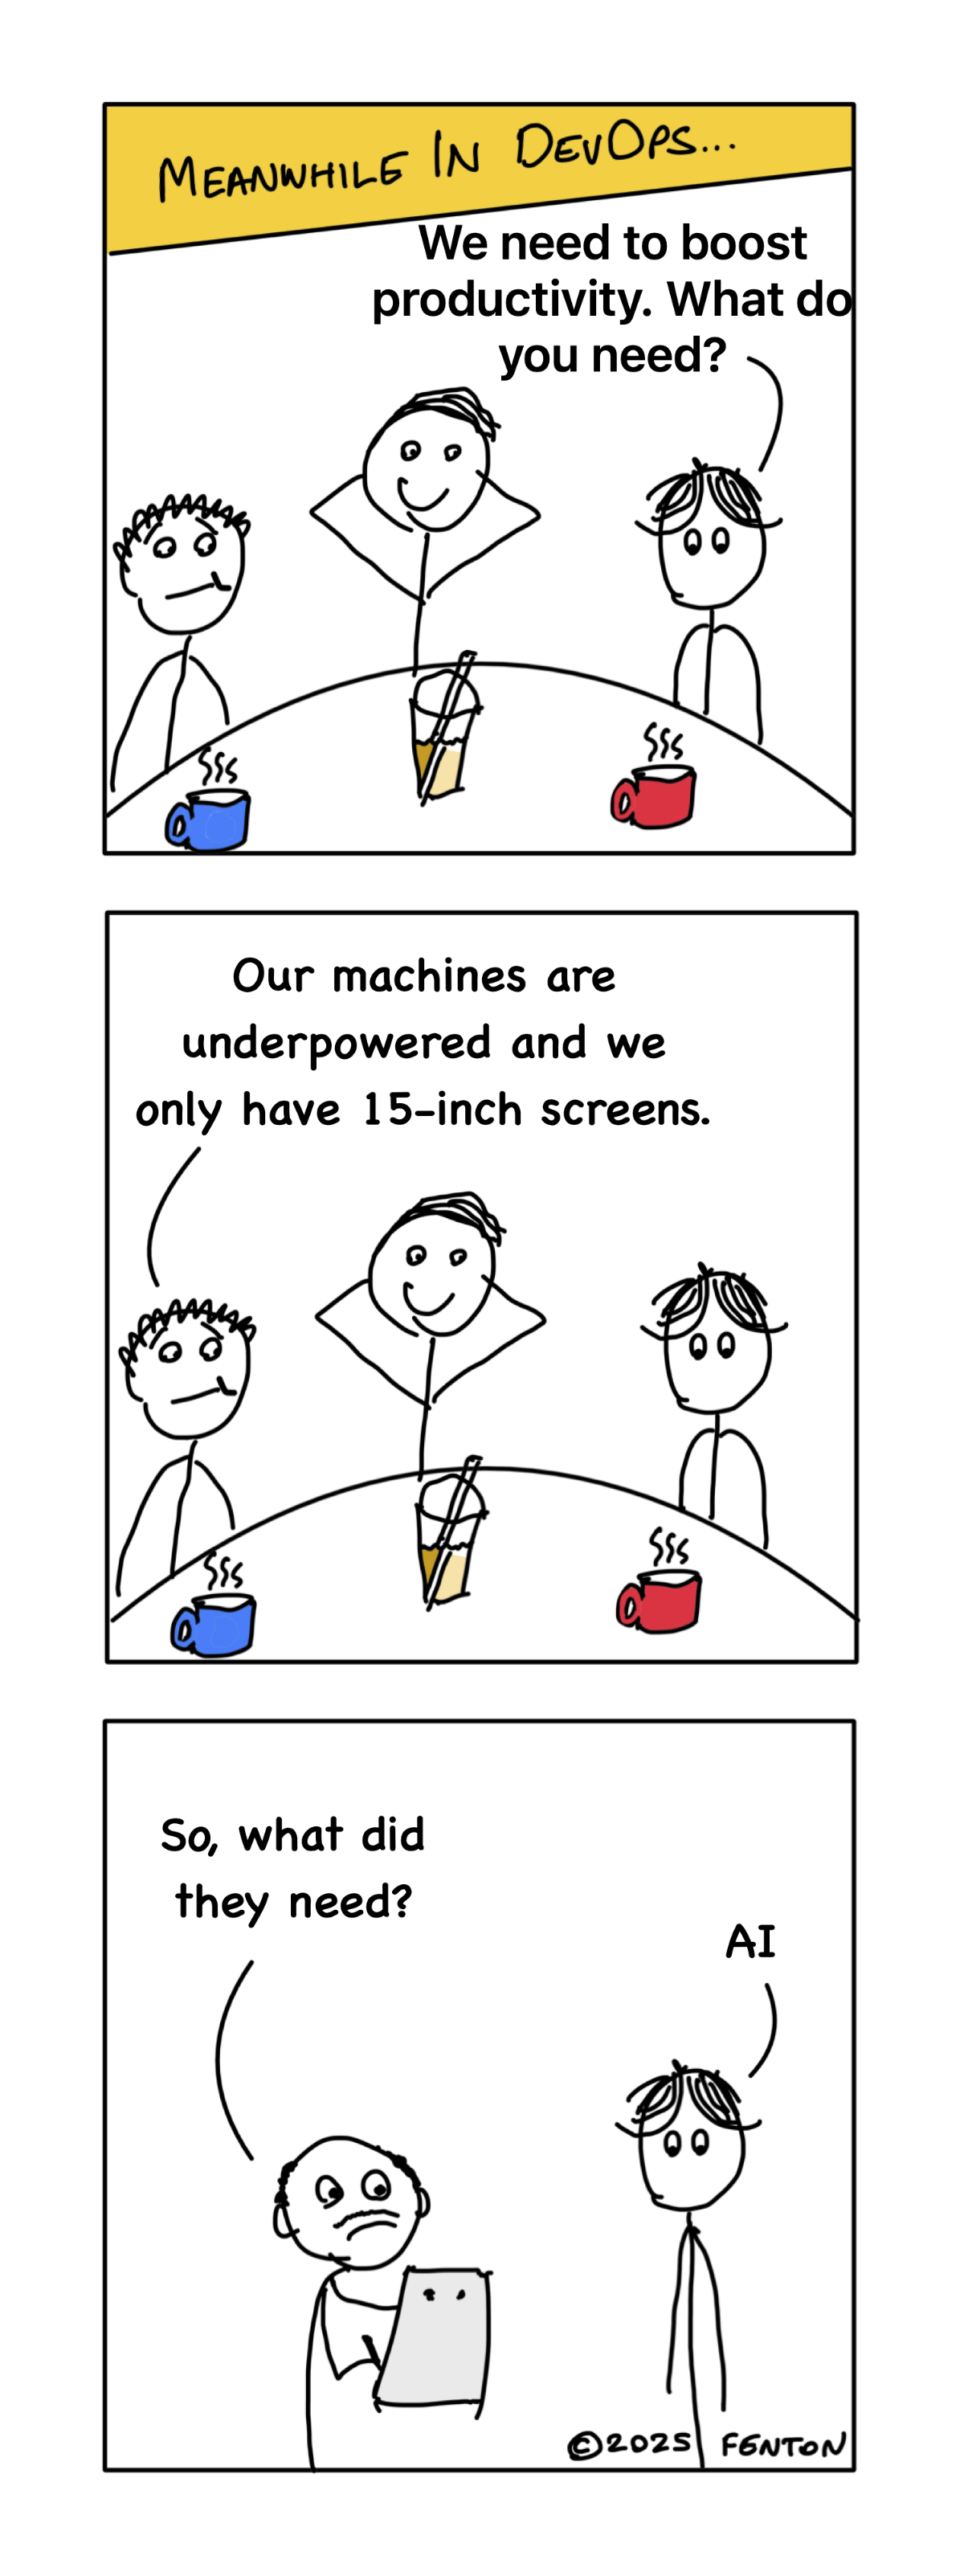 MEANWHILE IN DEVOPS...
We need to boost
productivity. What do
you need?
Our machines are
underpowered and we
only have 15-inch screens.
So, what did
they need?
AI
©2025 FENTON